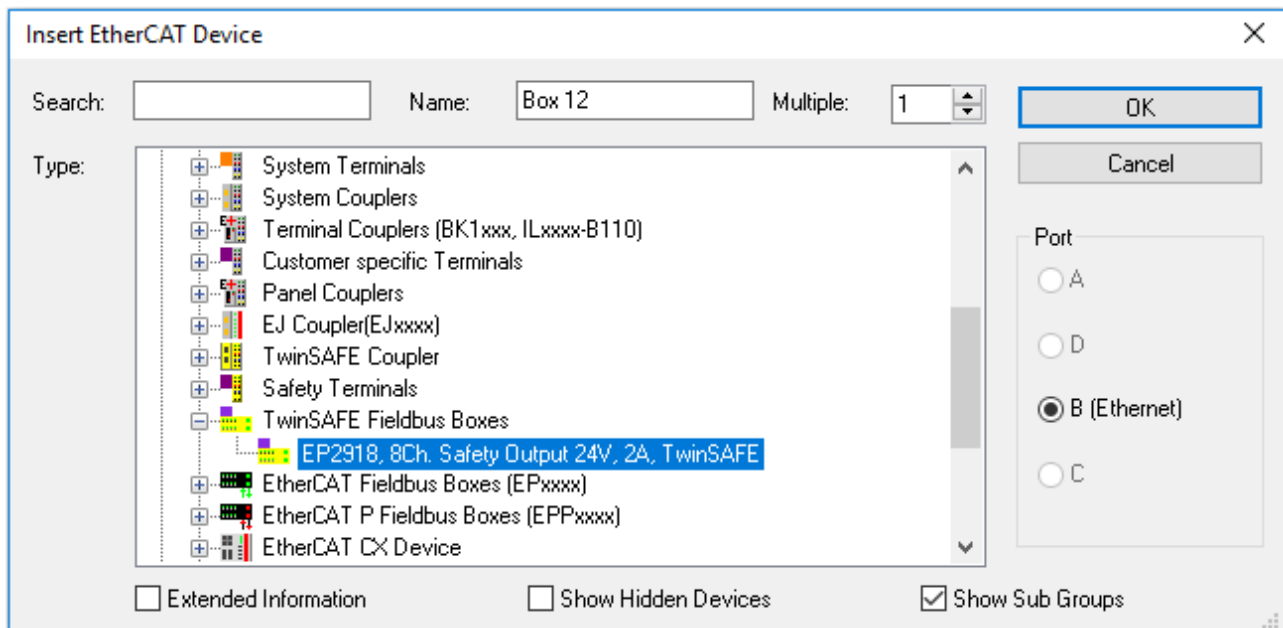 Insert EtherCAT Device
Search: Name: Box 12 Multiple: 1 OK
Type: Cancel
System Terminals
System Couplers
Terminal Couplers (BK1xxx, ILxxxx-B110)
Customer specific Terminals
Panel Couplers
EJ Coupler(EJxxxx)
TwinSAFE Coupler
Safety Terminals
TwinSAFE Fieldbus Boxes
EP2918, 8Ch. Safety Output 24V, 2A, TwinSAFE
EtherCAT Fieldbus Boxes (EPxxxx)
EtherCAT P Fieldbus Boxes (EPPxxxx)
EtherCAT CX Device
Port
A
D
B (Ethernet)
C
Extended Information Show Hidden Devices Show Sub Groups